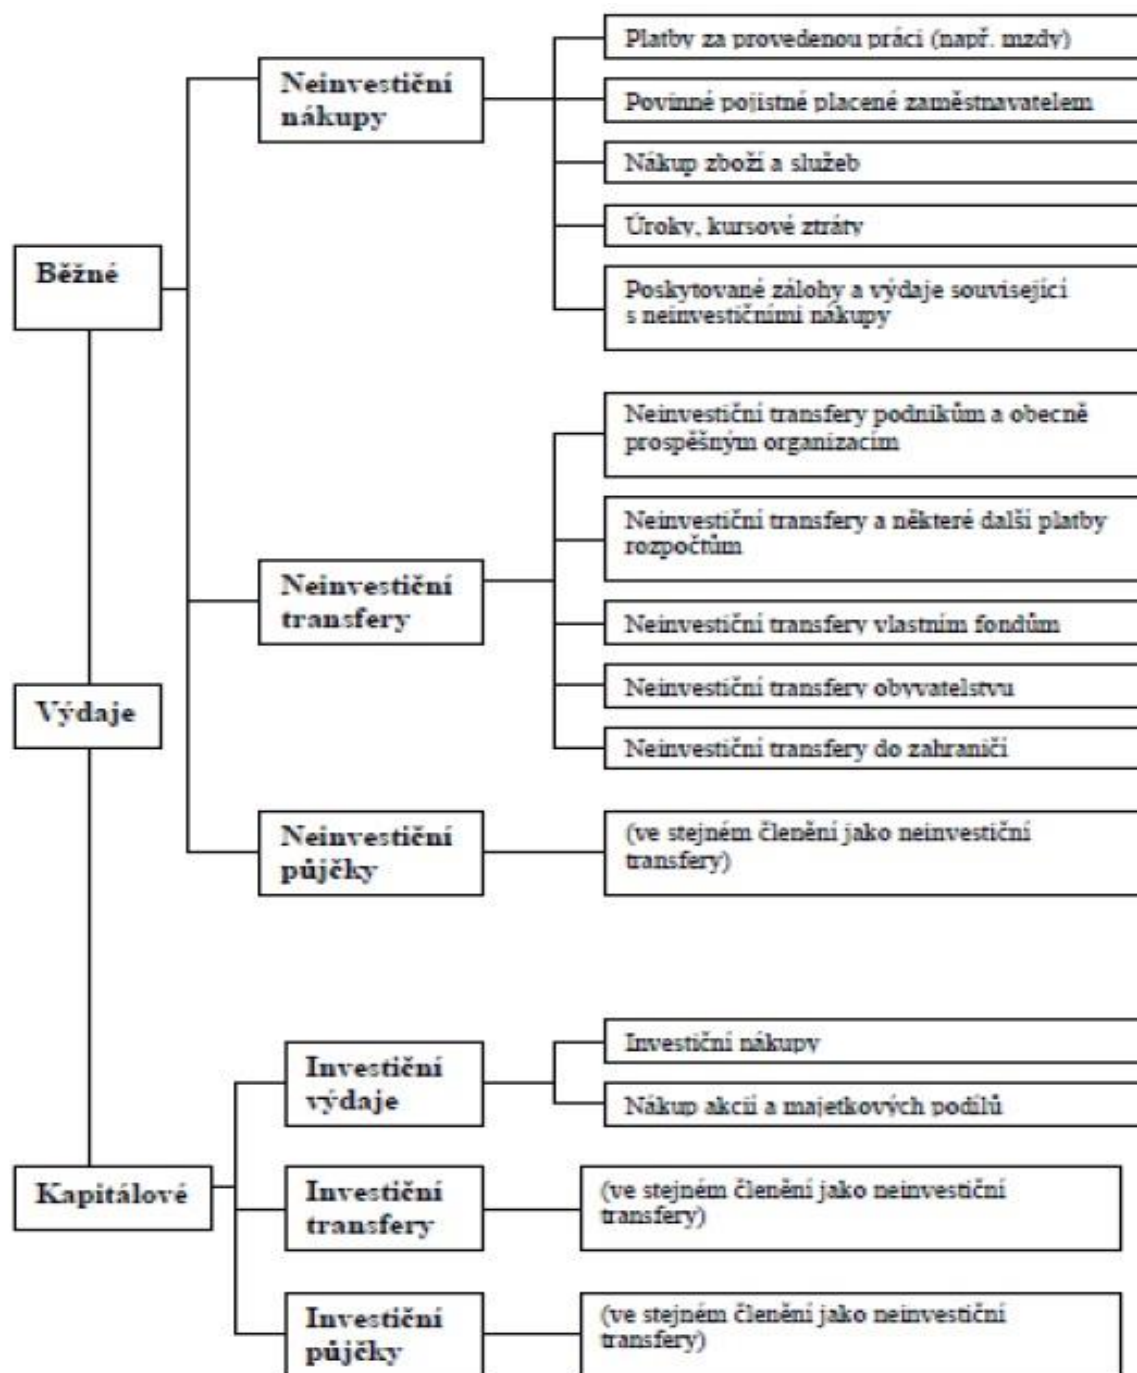 Běžné
Výdaje
Kapitálové
Neinvestiční
nákupy
Platby za provedenou práci (např. mzdy)
Povinné pojistné placené zaměstnavatelem
Nákup zboží a služeb
Úroky, kursové ztráty
Poskytované zálohy a výdaje související
s neinvestičními nákupy
Neinvestiční
transfery
Neinvestiční transfery podnikům a obecně
prospěšným organizacím
Neinvestiční transfery a některé další platby
rozpočtům
Neinvestiční transfery vlastním fondům
Neinvestiční transfery obyvatelstvu
Neinvestiční transfery do zahraničí
Neinvestiční
půjčky
(ve stejném členění jako neinvestiční
transfery)
Investiční
výdaje
Investiční nákupy
Nákup akcií a majetkových podílů
Investiční
transfery
(ve stejném členění jako neinvestiční
transfery)
Investiční
půjčky
(ve stejném členění jako neinvestiční
transfery)